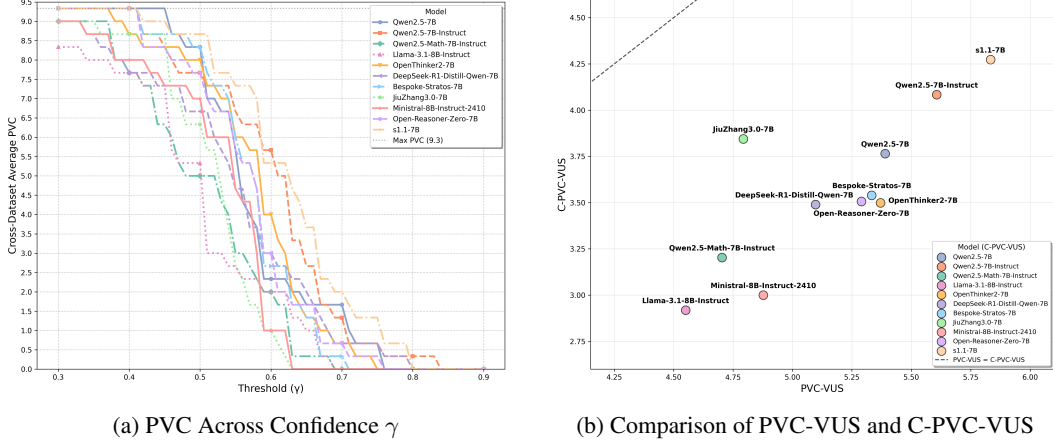 9.5
9.0
8.5
8.0
7.5
7.0
6.5
6.0
5.5
5.0
4.5
4.0
3.5
3.0
2.5
2.0
1.5
1.0
0.5
0.0
Cross-Dataset Average PVC
0.3 0.4 0.5 0.6 0.7 0.8 0.9
Threshold (γ)
Model
Qwen2.5-7B
Qwen2.5-7B-Instruct
Qwen2.5-Math-7B-Instruct
Llama-3.1-8B-Instruct
OpenThinker2-7B
DeepSeek-R1-Distill-Qwen-7B
Bespoke-Stratos-7B
JiuZhang3.0-7B
Ministral-8B-Instruct-2410
Open-Reasoner-Zero-7B
s1.1-7B
Max PVC (9.3)
(a) PVC Across Confidence γ
4.50
4.25
4.00
3.75
3.50
3.25
3.00
2.75
C-PVC-VUS
s1.1-7B
Qwen2.5-7B-Instruct
JiuZhang3.0-7B
Qwen2.5-7B
Bespoke-Stratos-7B
DeepSeek-R1-Distill-Qwen-7B
OpenThinker2-7B
Open-Reasoner-Zero-7B
Qwen2.5-Math-7B-Instruct
Ministral-8B-Instruct-2410
Llama-3.1-8B-Instruct
Model (C-PVC-VUS)
Qwen2.5-7B
Qwen2.5-7B-Instruct
Qwen2.5-Math-7B-Instruct
Llama-3.1-8B-Instruct
OpenThinker2-7B
DeepSeek-R1-Distill-Qwen-7B
Bespoke-Stratos-7B
JiuZhang3.0-7B
Ministral-8B-Instruct-2410
Open-Reasoner-Zero-7B
s1.1-7B
PVC-VUS = C-PVC-VUS
4.25 4.50 4.75 5.00 5.25 5.50 5.75 6.00
PVC-VUS
(b) Comparison of PVC-VUS and C-PVC-VUS